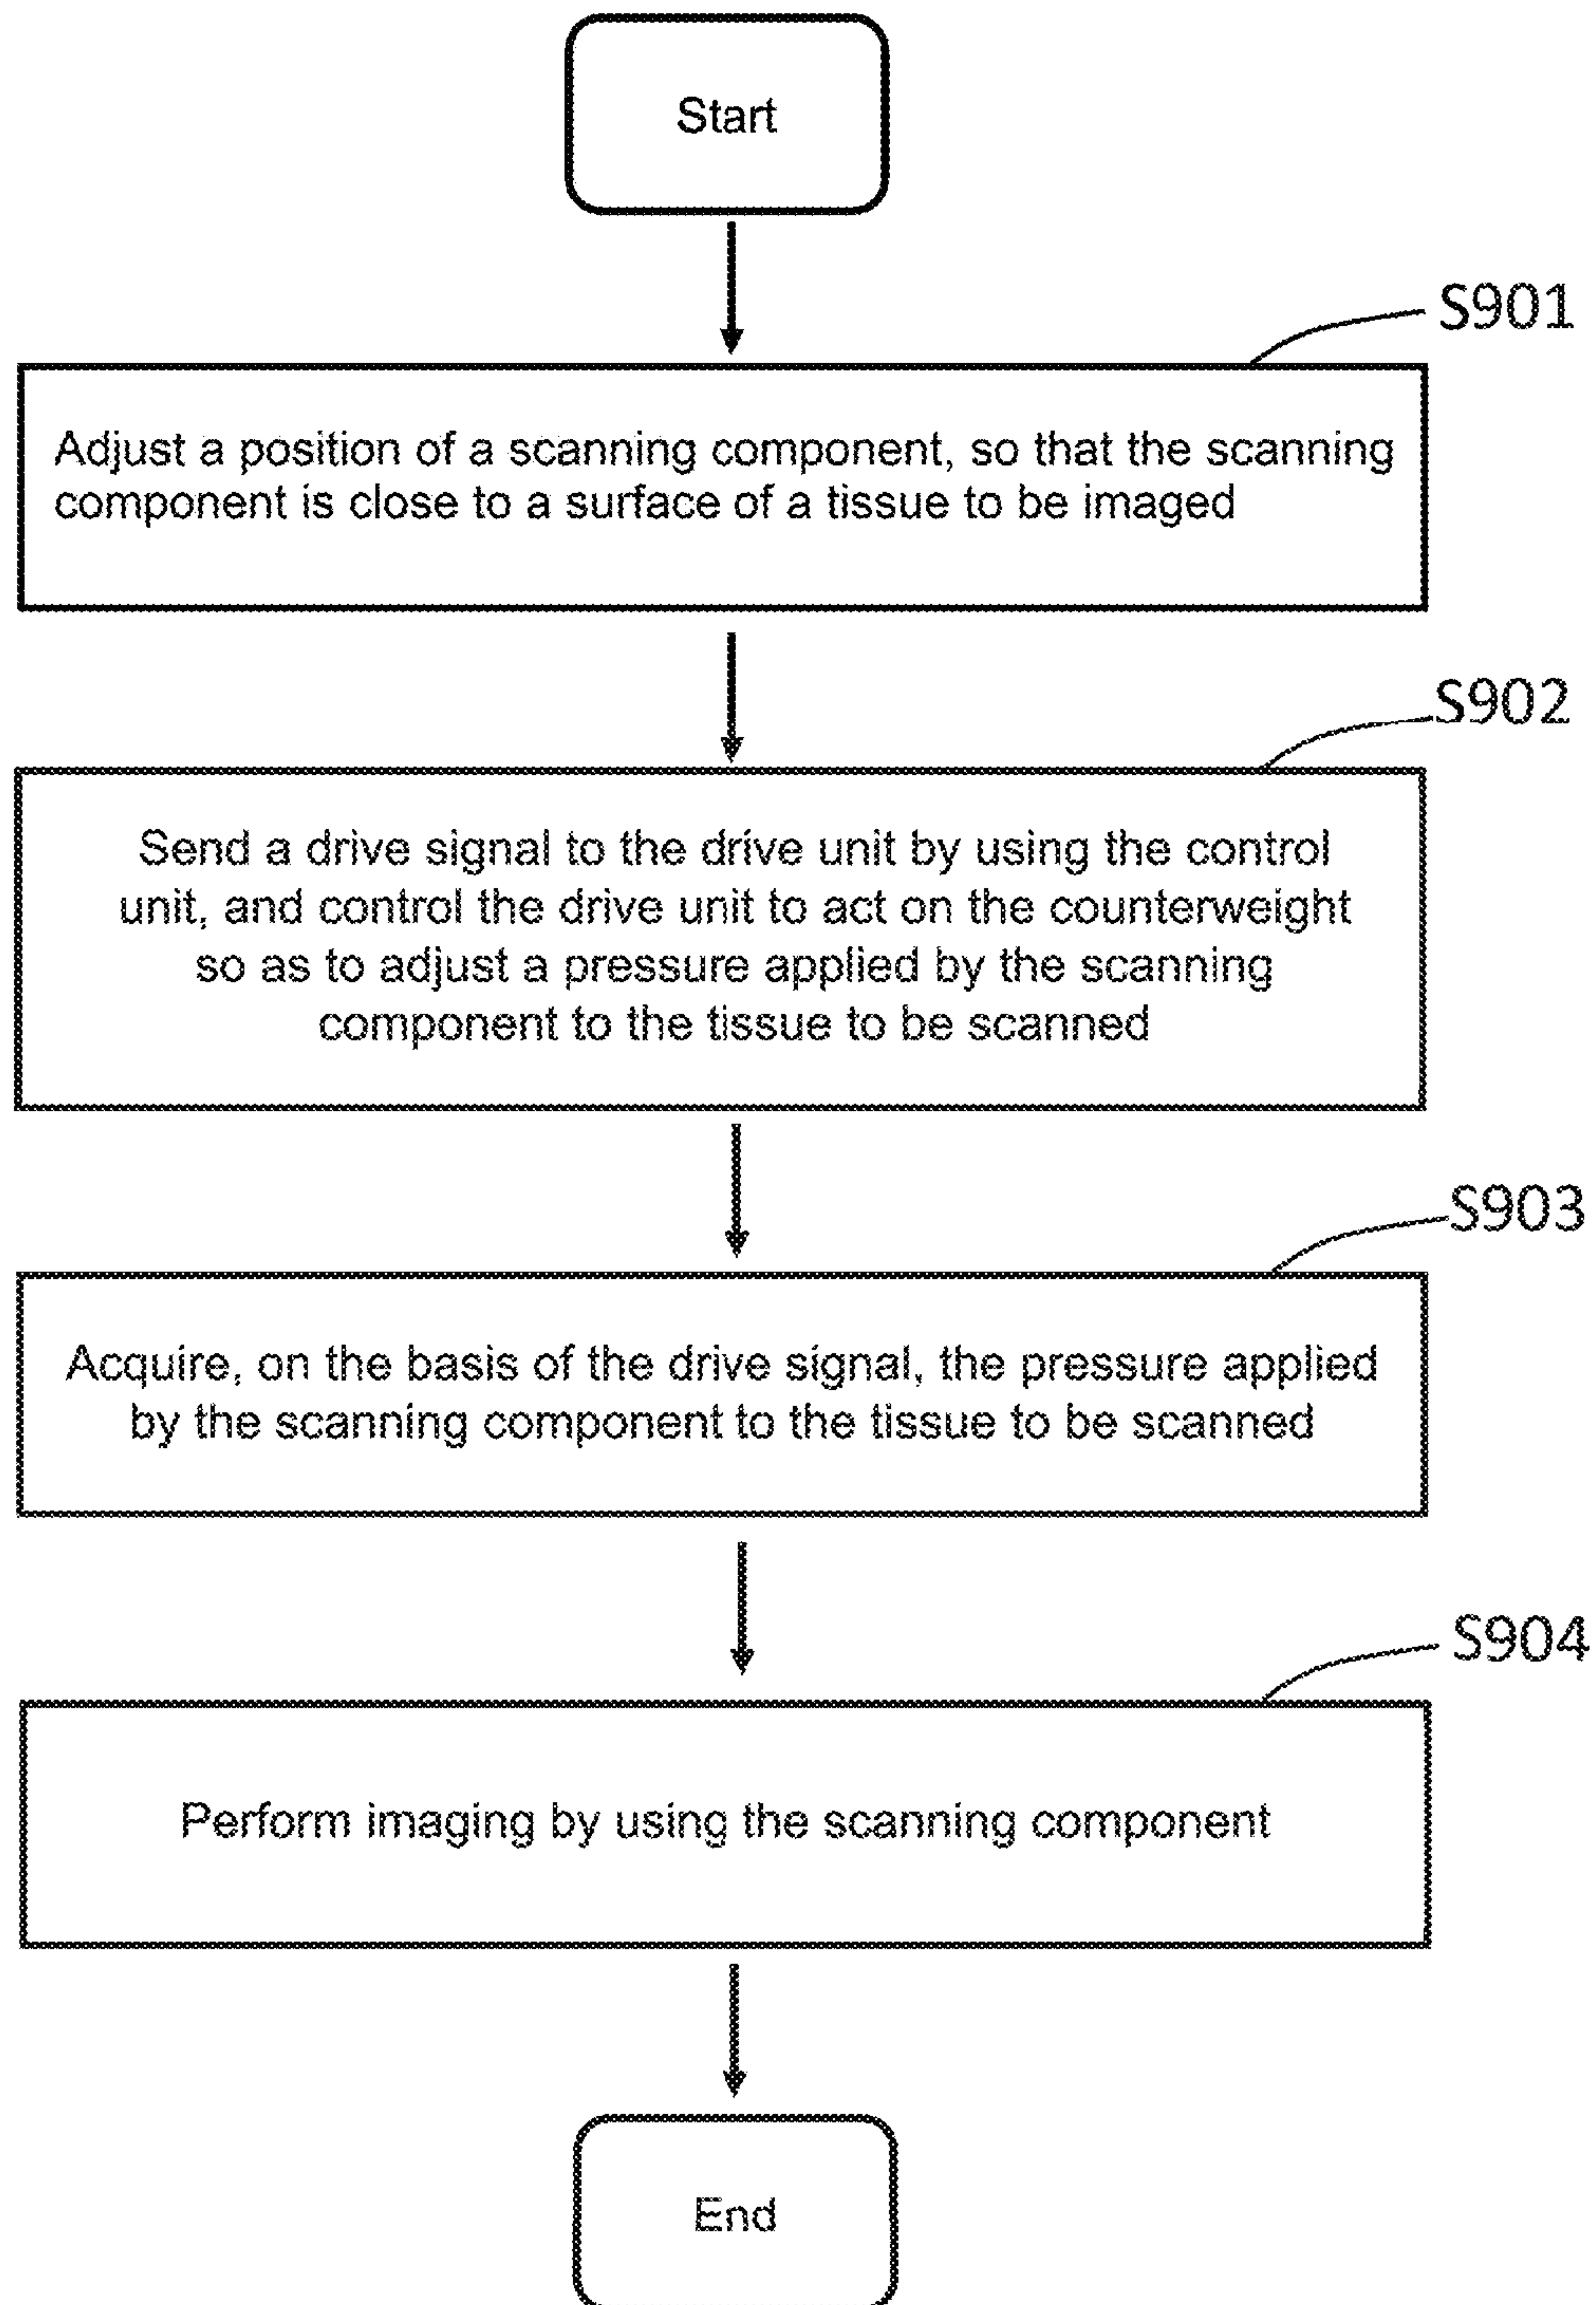 Start
S901
Adjust a position of a scanning component, so that the scanning
component is close to a surface of a tissue to be imaged
S902
Send a drive signal to the drive unit by using the control
unit, and control the drive unit to act on the counterweight
so as to adjust a pressure applied by the scanning
component to the tissue to be scanned
S903
Acquire, on the basis of the drive signal, the pressure applied
by the scanning component to the tissue to be scanned
S904
Perform imaging by using the scanning component
End